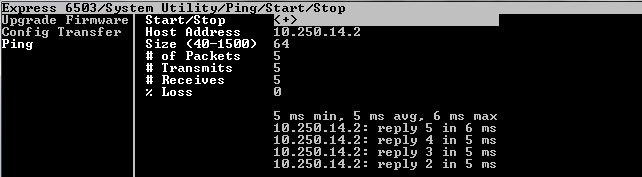 Express 6503/System Utility/Ping/Start/Stop
Upgrade Firmware Start/Stop <+>
Config Transfer Host Address 10.250.14.2
Ping Size (40-1500) 64
# of Packets 5
# Transmits 5
# Receives 5
% Loss 0
5 ms min, 5 ms avg, 6 ms max
10.250.14.2: reply 5 in 6 ms
10.250.14.2: reply 4 in 5 ms
10.250.14.2: reply 3 in 5 ms
10.250.14.2: reply 2 in 5 ms